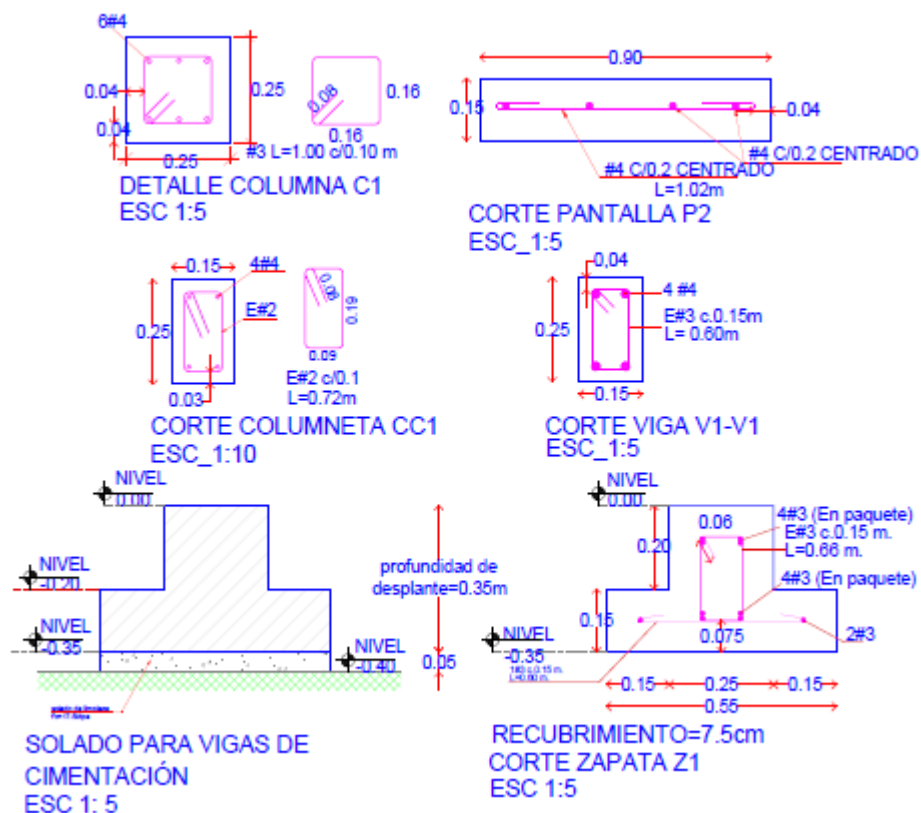 6#4
0.04
0.04
0.25
0.25
0.08
0.16
0.16
#3 L=1.00 c/0.10 m
DETALLE COLUMNA C1
ESC 1:5
0.90
0.15
0.04
#4 C/0.2 CENTRADO
#4 C/0.2 CENTRADO
L=1.02m
CORTE PANTALLA P2
ESC_1:5
0.15
4#4
0.25
E#2
0.03
0.19
0.09
E#2 c/0.1
L=0.72m
CORTE COLUMNETA CC1
ESC_1:10
0,04
4 #4
0.25
E#3 c.0.15m
L= 0.60m
0.15
CORTE VIGA V1-V1
ESC_1:5
NIVEL
0.00
NIVEL
-0.20
NIVEL
-0.35
NIVEL
-0.40
profundidad de
desplante=0.35m
0.05
SOLADO PARA VIGAS DE
CIMENTACIÓN
ESC 1: 5
NIVEL
0.00
0.06
4#3 (En paquete)
E#3 c.0.15 m.
L=0.66 m.
0.20
4#3 (En paquete)
0.15
0.075
2#3
NIVEL
-0.35
0.15
0.25
0.15
0.55
RECUBRIMIENTO=7.5cm
CORTE ZAPATA Z1
ESC 1:5